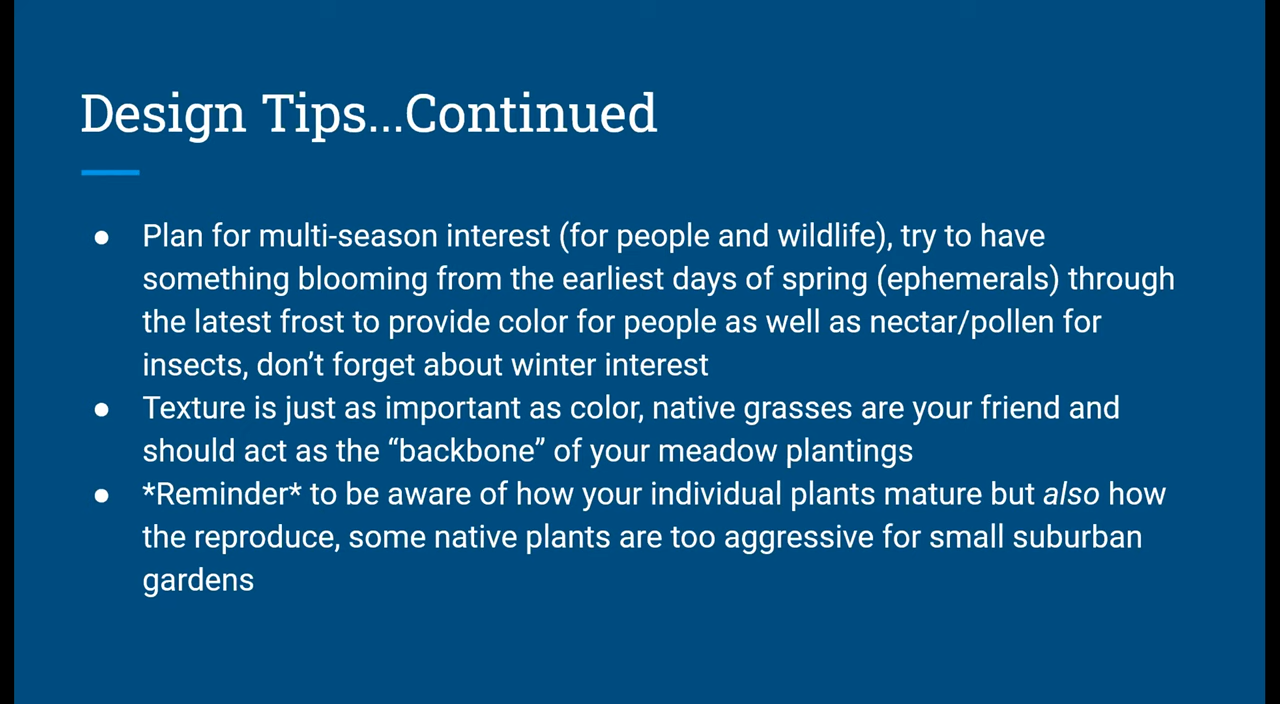 Design Tips...Continued
● Plan for multi-season interest (for people and wildlife), try to have
something blooming from the earliest days of spring (ephemerals) through
the latest frost to provide color for people as well as nectar/pollen for
insects, don’t forget about winter interest
● Texture is just as important as color, native grasses are your friend and
should act as the “backbone” of your meadow plantings
● *Reminder* to be aware of how your individual plants mature but also how
the reproduce, some native plants are too aggressive for small suburban
gardens